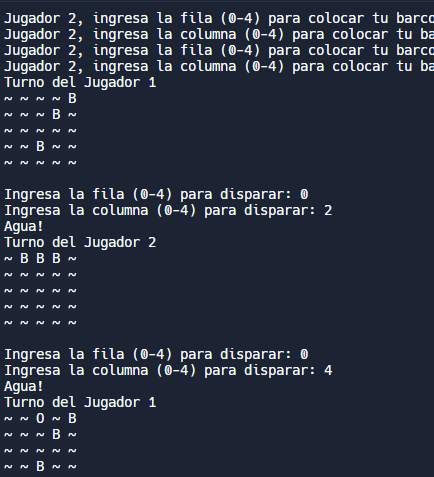 Jugador 2, ingresa la fila (0-4) para colocar tu barco
Jugador 2, ingresa la columna (0-4) para colocar tu ba
Jugador 2, ingresa la fila (0-4) para colocar tu barco
Jugador 2, ingresa la columna (0-4) para colocar tu ba
Turno del Jugador 1
~ ~ ~ ~ B
~ ~ ~ B ~
~ ~ ~ ~ ~
~ ~ B ~ ~
~ ~ ~ ~ ~
Ingresa la fila (0-4) para disparar: 0
Ingresa la columna (0-4) para disparar: 2
Agua!
Turno del Jugador 2
~ B B B ~
~ ~ ~ ~ ~
~ ~ ~ ~ ~
~ ~ ~ ~ ~
~ ~ ~ ~ ~
Ingresa la fila (0-4) para disparar: 0
Ingresa la columna (0-4) para disparar: 4
Agua!
Turno del Jugador 1
~ ~ O ~ B
~ ~ ~ B ~
~ ~ ~ ~ ~
~ ~ B ~ ~